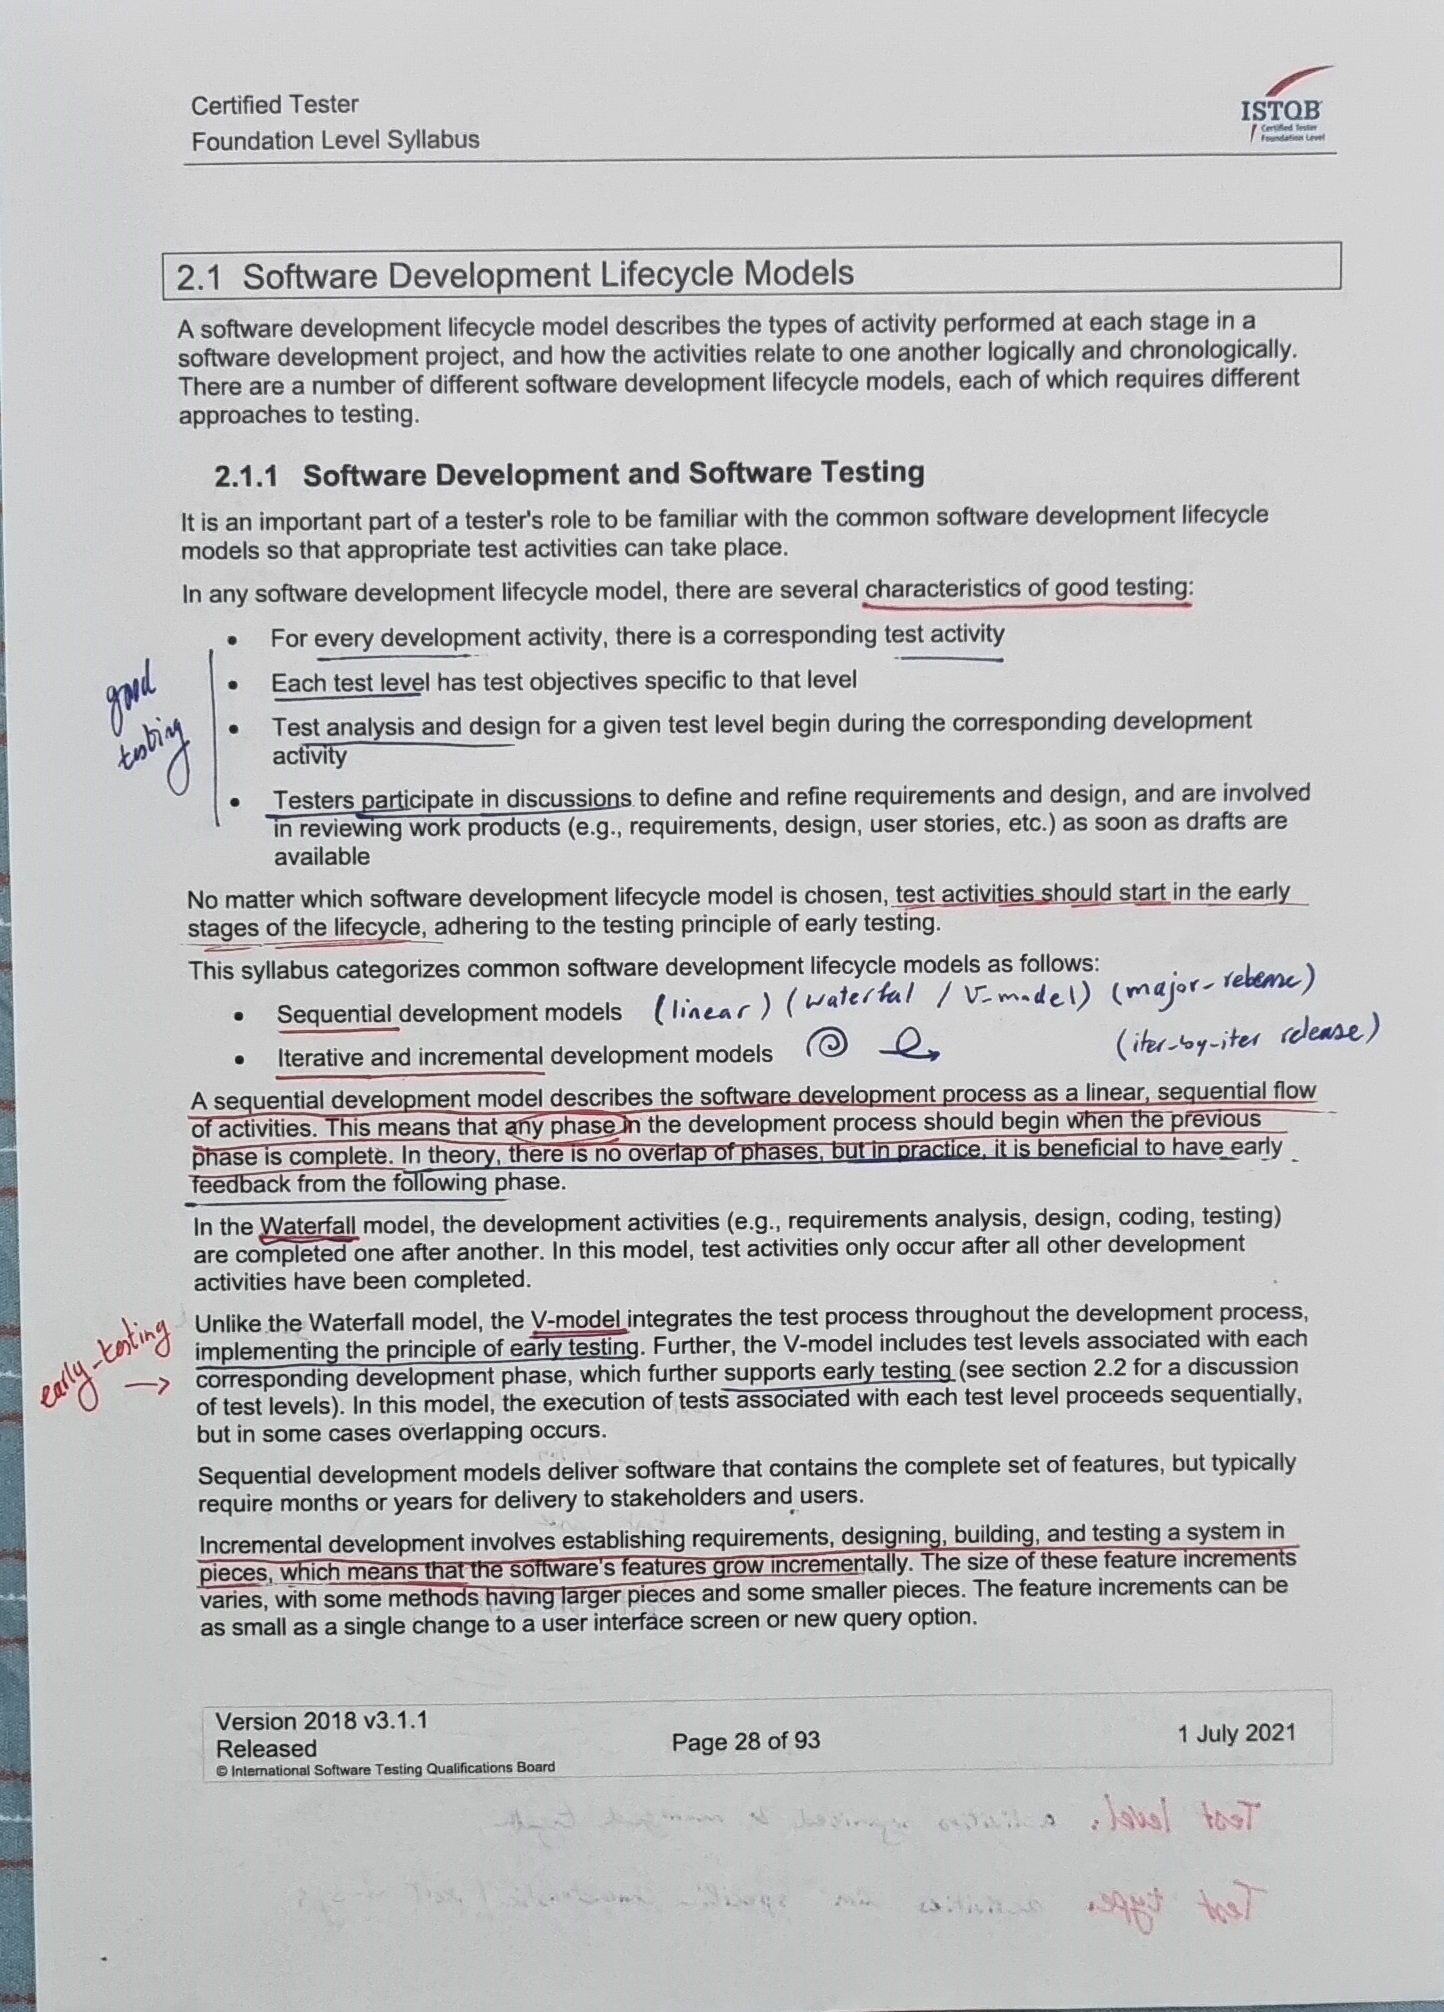 Certified Tester
Foundation Level Syllabus
ISTQB
Certified Tester
Foundation Level
2.1 Software Development Lifecycle Models
A software development lifecycle model describes the types of activity performed at each stage in a
software development project, and how the activities relate to one another logically and chronologically.
There are a number of different software development lifecycle models, each of which requires different
approaches to testing.
2.1.1 Software Development and Software Testing
It is an important part of a tester's role to be familiar with the common software development lifecycle
models so that appropriate test activities can take place.
In any software development lifecycle model, there are several characteristics of good testing:
• For every development activity, there is a corresponding test activity
good
testing
• Each test level has test objectives specific to that level
• Test analysis and design for a given test level begin during the corresponding development
activity
• Testers participate in discussions to define and refine requirements and design, and are involved
in reviewing work products (e.g., requirements, design, user stories, etc.) as soon as drafts are
available
No matter which software development lifecycle model is chosen, test activities should start in the early
stages of the lifecycle, adhering to the testing principle of early testing.
This syllabus categorizes common software development lifecycle models as follows:
• Sequential development models (linear) (waterfal / V-model) (major-release)
• Iterative and incremental development models (iter-by-iter release)
A sequential development model describes the software development process as a linear, sequential flow
of activities. This means that any phase in the development process should begin when the previous
phase is complete. In theory, there is no overlap of phases, but in practice, it is beneficial to have early
feedback from the following phase.
In the Waterfall model, the development activities (e.g., requirements analysis, design, coding, testing)
are completed one after another. In this model, test activities only occur after all other development
activities have been completed.
early-testing →
Unlike the Waterfall model, the V-model integrates the test process throughout the development process,
implementing the principle of early testing. Further, the V-model includes test levels associated with each
corresponding development phase, which further supports early testing (see section 2.2 for a discussion
of test levels). In this model, the execution of tests associated with each test level proceeds sequentially,
but in some cases overlapping occurs.
Sequential development models deliver software that contains the complete set of features, but typically
require months or years for delivery to stakeholders and users.
Incremental development involves establishing requirements, designing, building, and testing a system in
pieces, which means that the software's features grow incrementally. The size of these feature increments
varies, with some methods having larger pieces and some smaller pieces. The feature increments can be
as small as a single change to a user interface screen or new query option.
Version 2018 v3.1.1
Released
© International Software Testing Qualifications Board
Page 28 of 93
1 July 2021
Test level.
Test type.